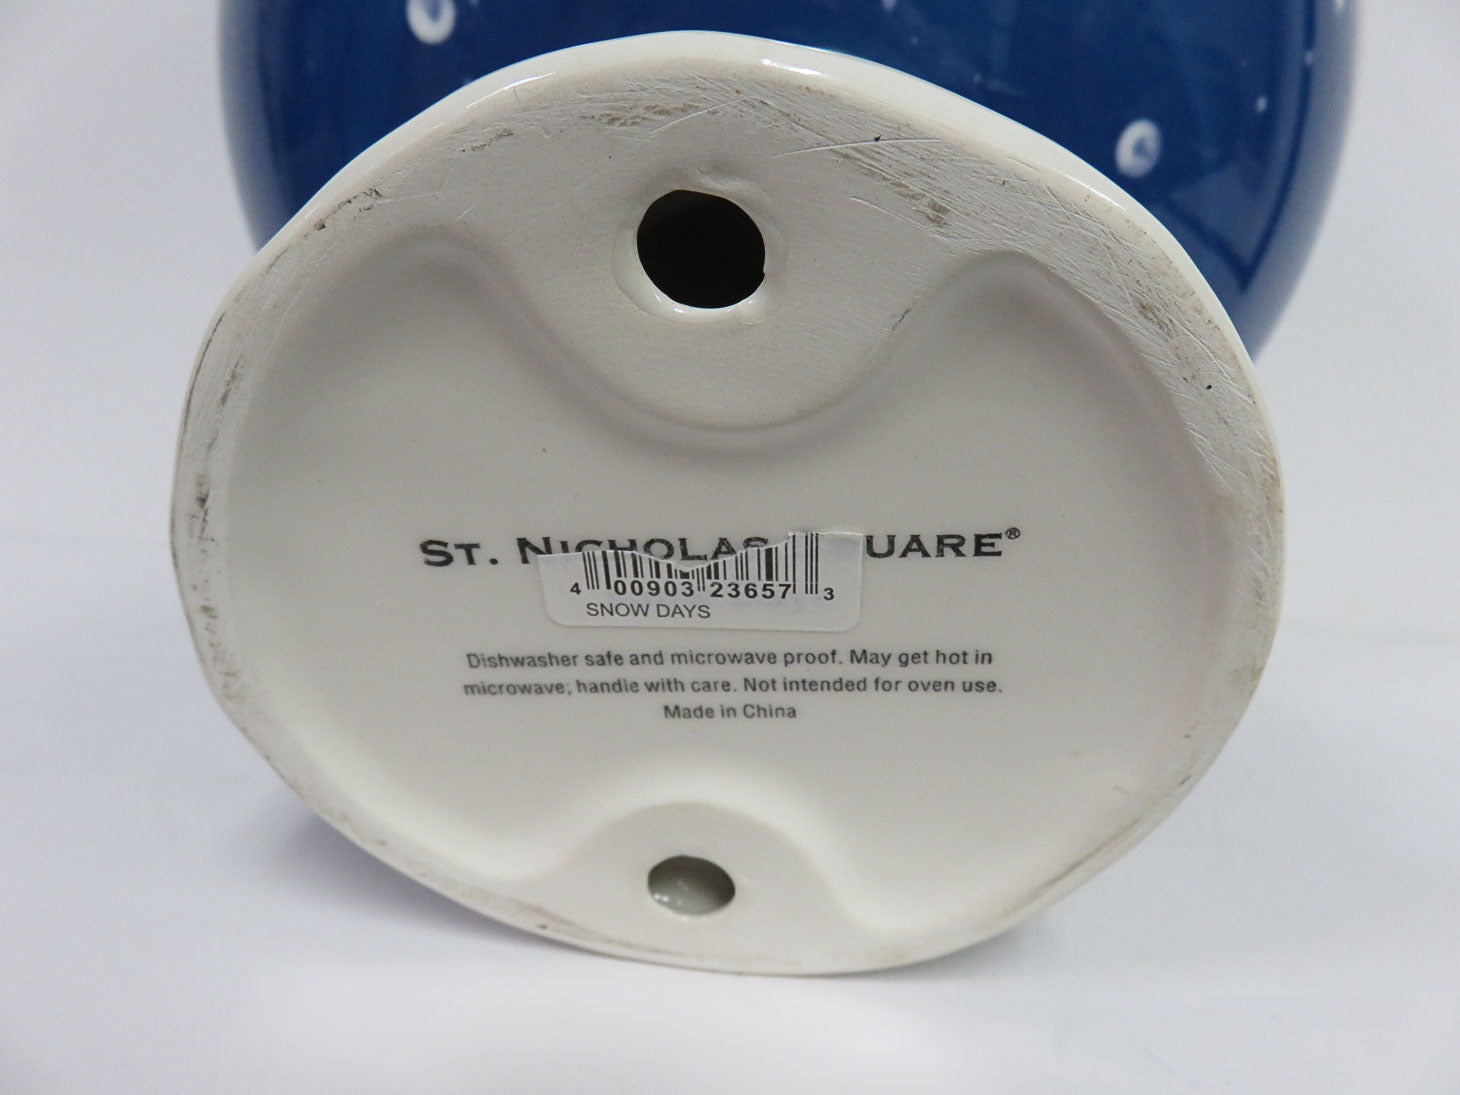 ST. NICHOLAS SQUARE®
4 00903 23657 3
SNOW DAYS
Dishwasher safe and microwave proof. May get hot in
microwave; handle with care. Not intended for oven use.
Made in China